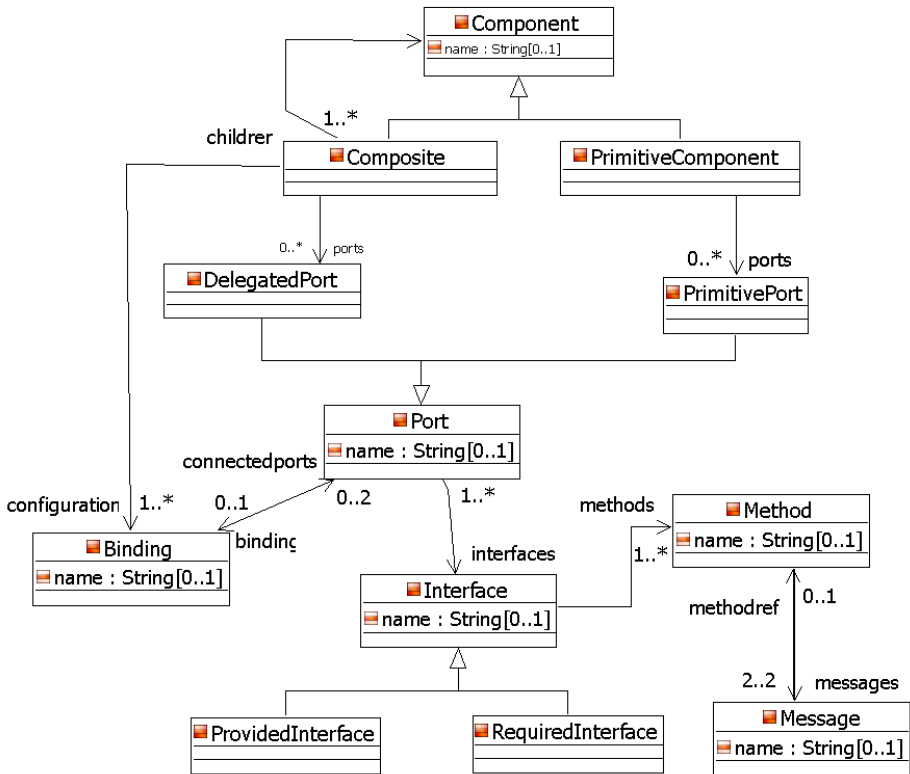 Component
name : String[0..1]
1..*
childrer
Composite
PrimitiveComponent
0..*
ports
0..*
ports
DelegatedPort
PrimitivePort
Port
name : String[0..1]
connectedports
configuration
1..*
0..1
0..2
1..*
methods
Method
name : String[0..1]
Binding
name : String[0..1]
binding
interfaces
1..*
Interface
name : String[0..1]
methodref
0..1
2..2
messages
ProvidedInterface
RequiredInterface
Message
name : String[0..1]